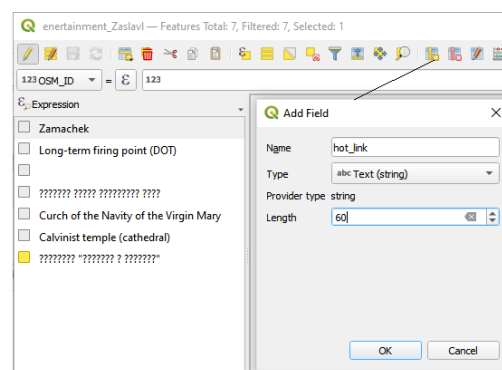 enertainment_Zaslavl — Features Total: 7, Filtered: 7, Selected: 1
123 OSM_ID = ε 123
Expression
Zamachek
Long-term firing point (DOT)
??????? ????? ????????? ????
Curch of the Navity of the Virgin Mary
Calvinist temple (cathedral)
???????? "??????? ? ???????"
Add Field
Name hot_link
Type abc Text (string)
Provider type string
Length 60
OK Cancel